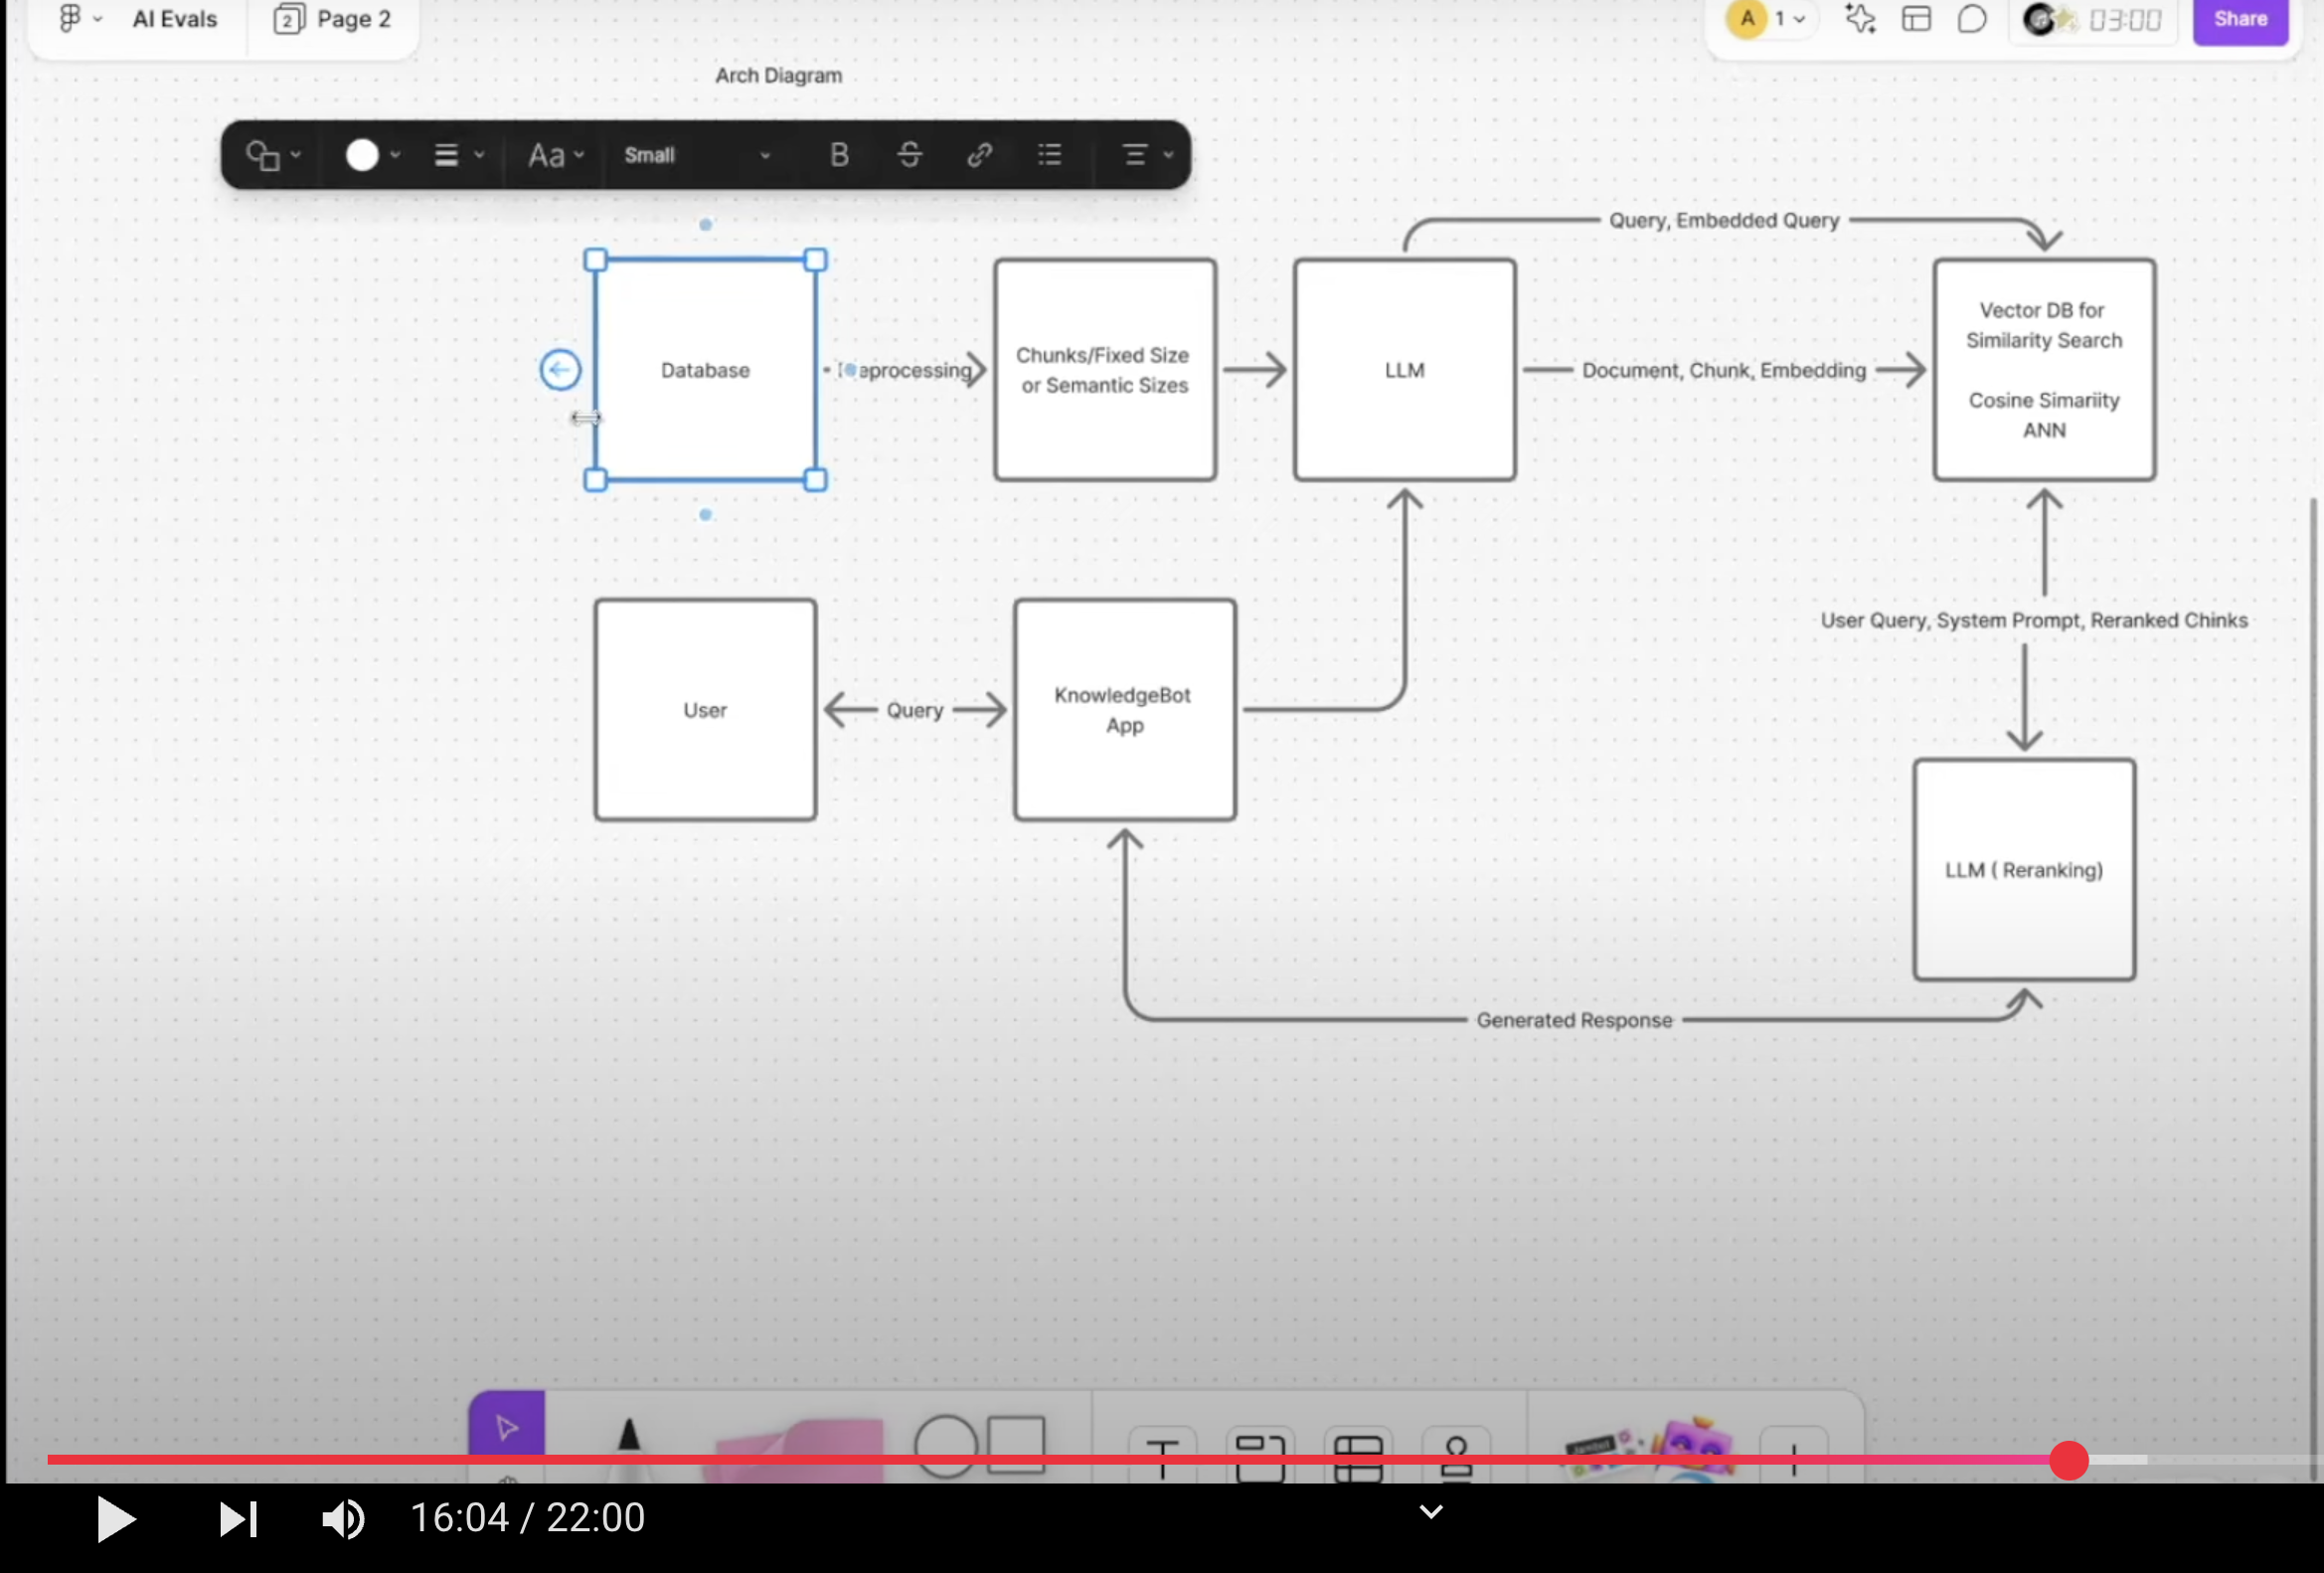 AI Evals
2
Page 2
A
1
03:00
Share
Arch Diagram
Aa
Small
B
S
Query, Embedded Query
Database
Chunks/Fixed Size
or Semantic Sizes
LLM
Document, Chunk, Embedding
Vector DB for
Similarity Search
Cosine Simariity
ANN
User Query, System Prompt, Reranked Chinks
User
Query
KnowledgeBot
App
LLM ( Reranking)
Generated Response
T
16:04 / 22:00